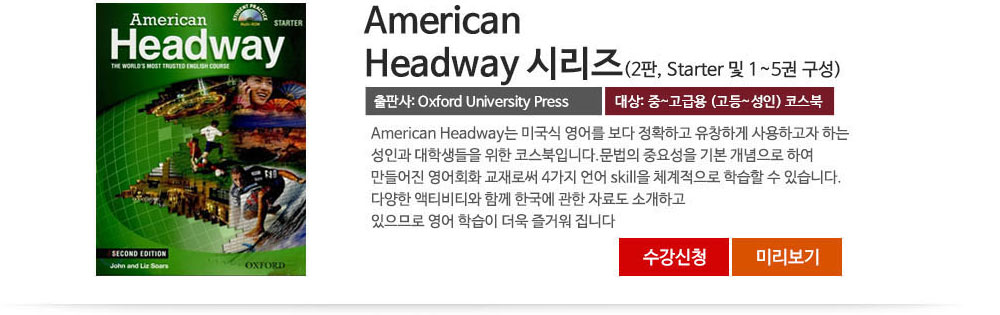 American
Headway
STUDENT PRACTICE
Multi-ROM
STARTER
THE WORLD'S MOST TRUSTED ENGLISH COURSE
SECOND EDITION
John and Liz Soars
OXFORD
American
Headway 시리즈(2판, Starter 및 1~5권 구성)
출판사: Oxford University Press
대상: 중~고급용 (고등~성인) 코스북
American Headway는 미국식 영어를 보다 정확하고 유창하게 사용하고자 하는
성인과 대학생들을 위한 코스북입니다.문법의 중요성을 기본 개념으로 하여
만들어진 영어회화 교재로써 4가지 언어 skill을 체계적으로 학습할 수 있습니다.
다양한 액티비티와 함께 한국에 관한 자료도 소개하고
있으므로 영어 학습이 더욱 즐거워 집니다
수강신청
미리보기